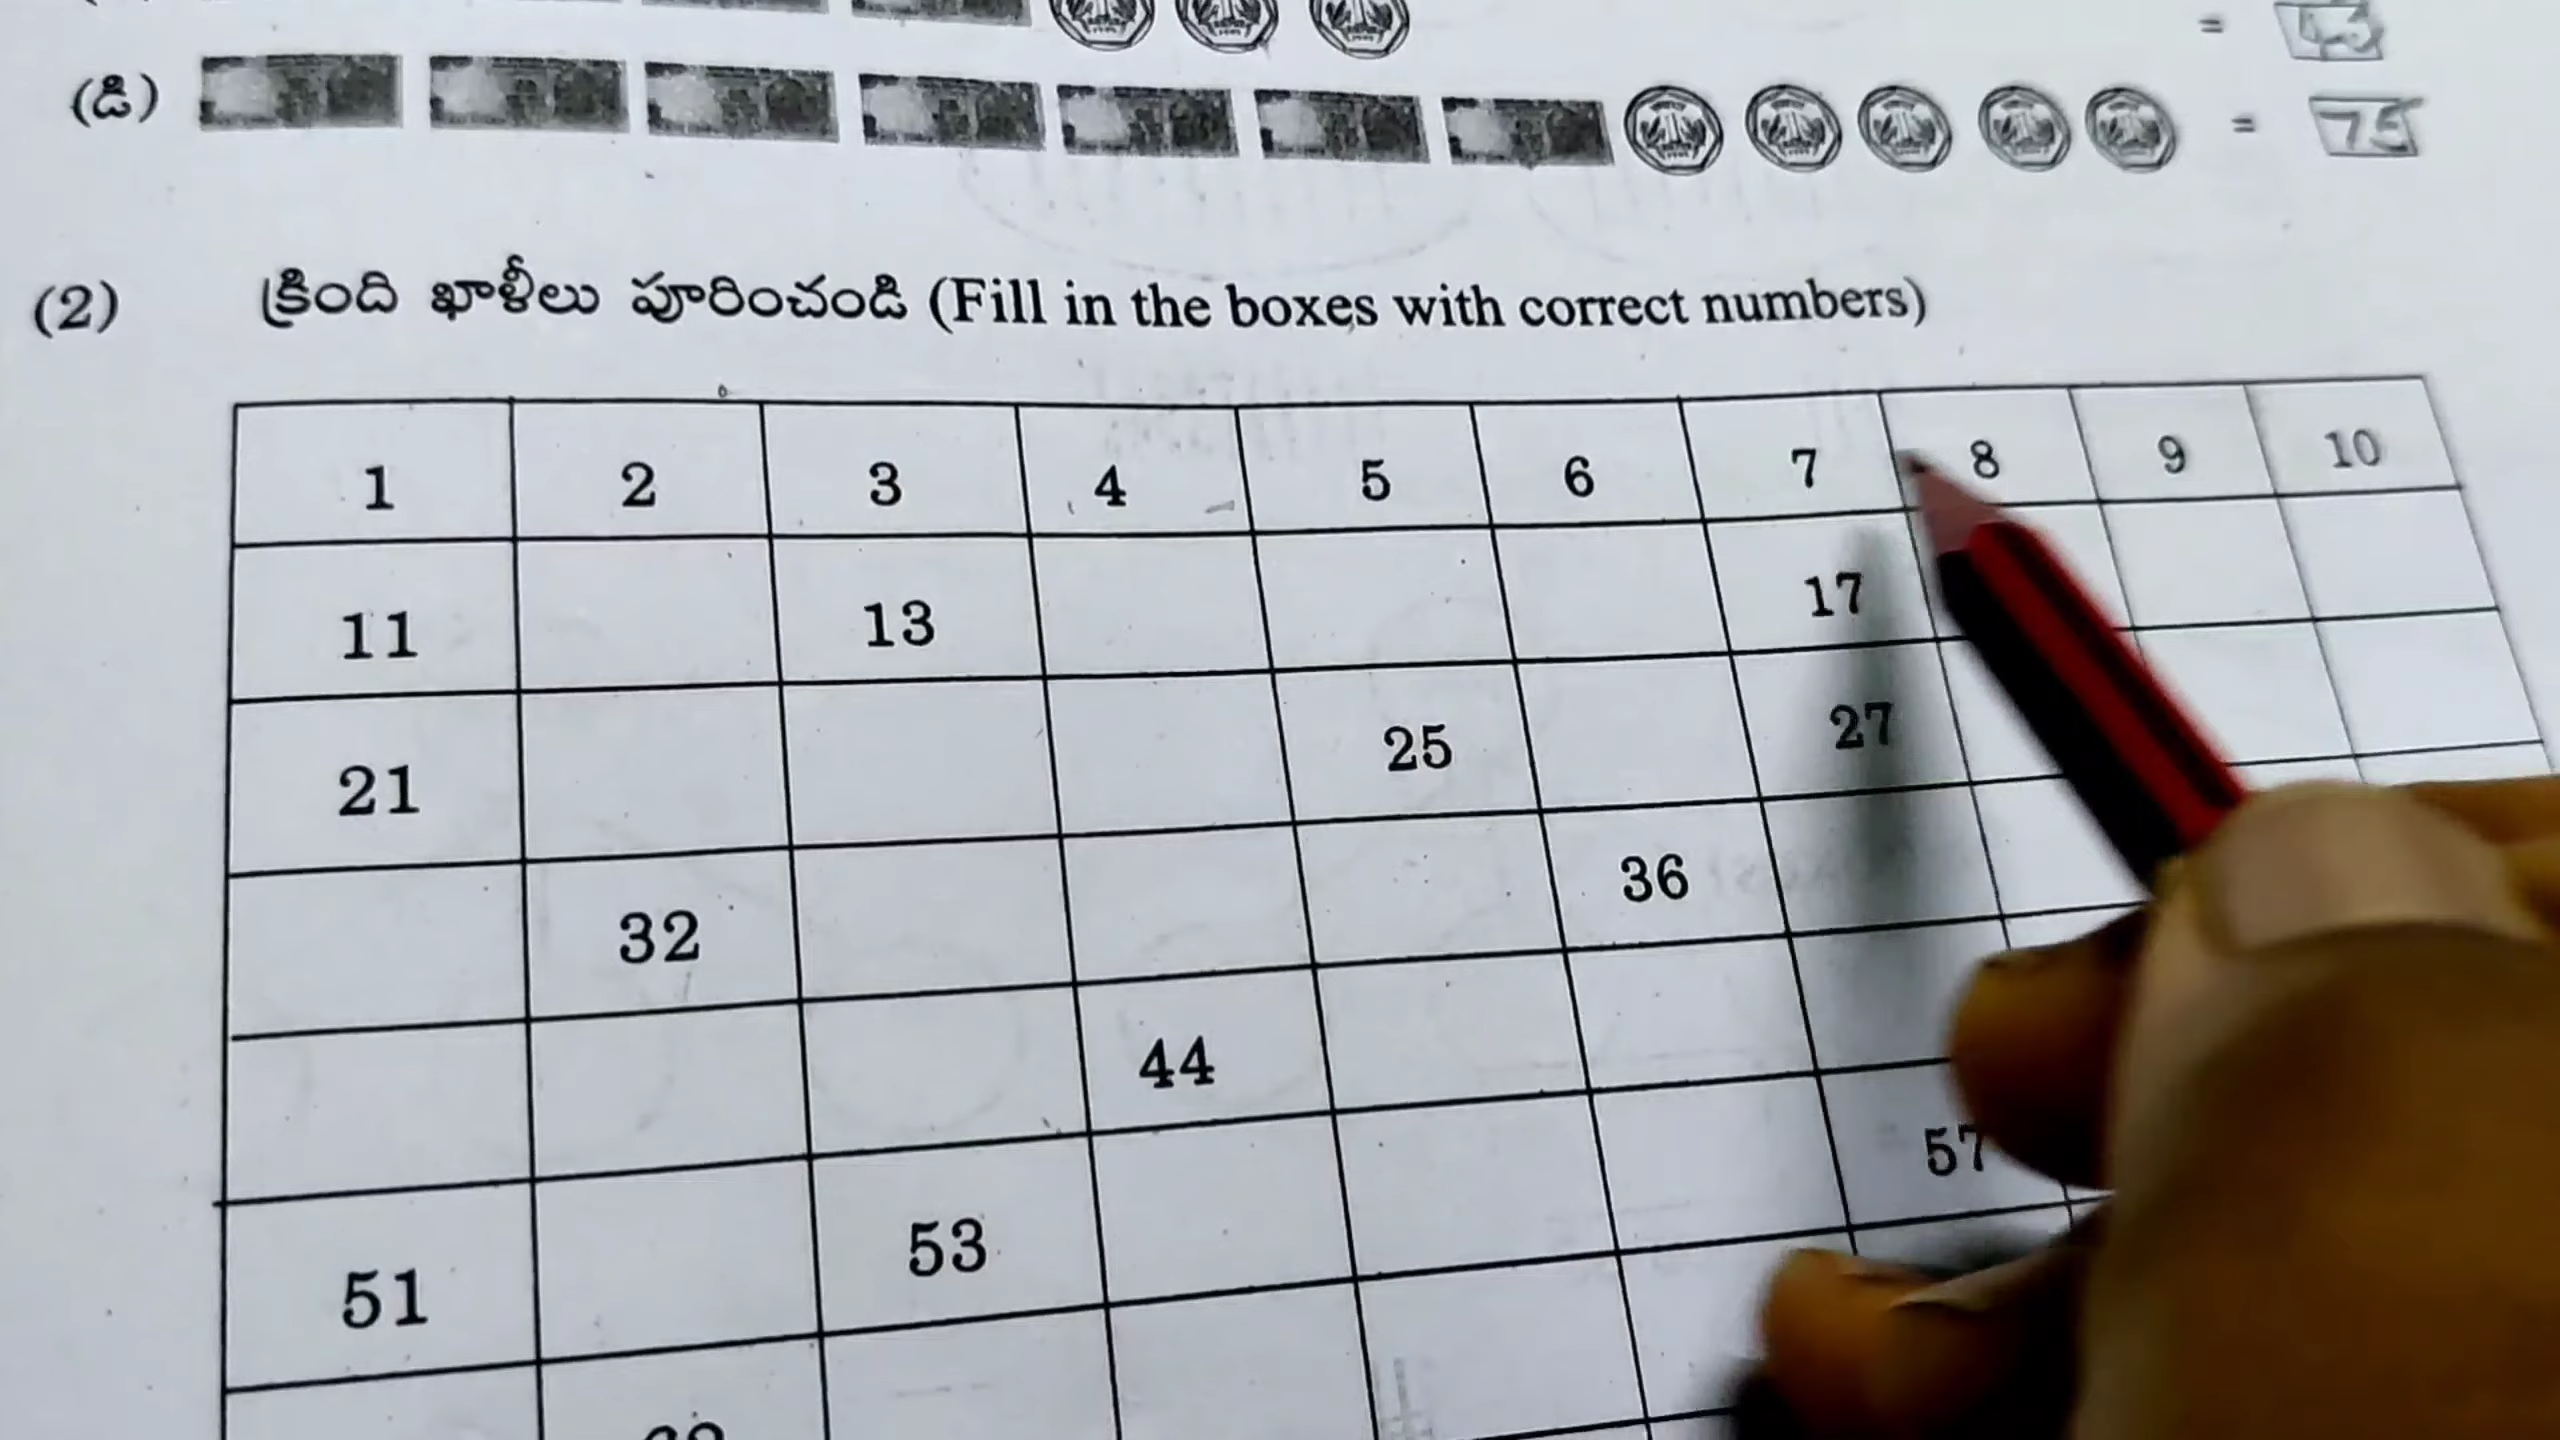 = 43
(డి) = 75
(2) క్రింది ఖాళీలు పూరించండి (Fill in the boxes with correct numbers)
1 2 3 4 5 6 7 8 9 10
11 13 17
21 25 27
32 36
44
51 53 57